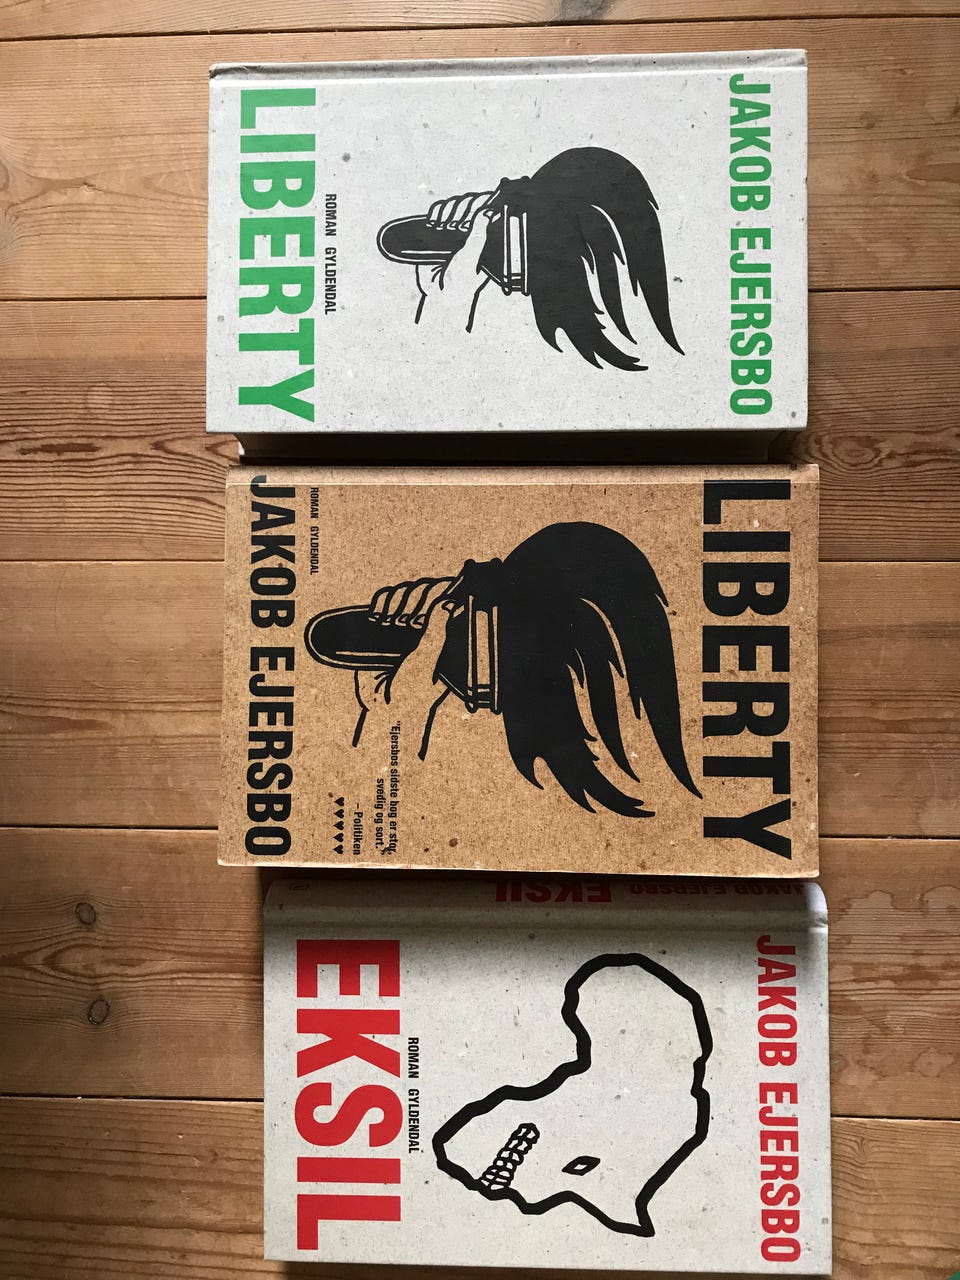 JAKOB EJERSBO
ROMAN GYLDENDAL
LIBERTY
LIBERTY
"Ejersbos sidste bog er stor,
svedig og sort."
– Politiken
♥♥♥♥♥
ROMAN GYLDENDAL
JAKOB EJERSBO
JAKOB EJERSBO EKSIL
JAKOB EJERSBO
ROMAN GYLDENDAL
EKSIL